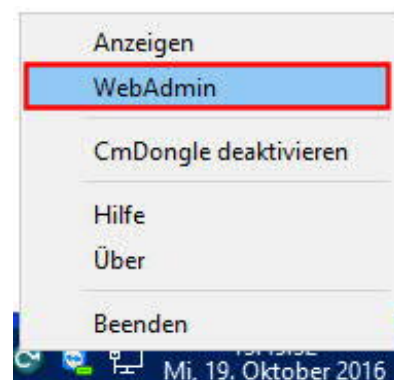 Anzeigen
WebAdmin
CmDongle deaktivieren
Hilfe
Über
Beenden
Mi, 19. Oktober 2016